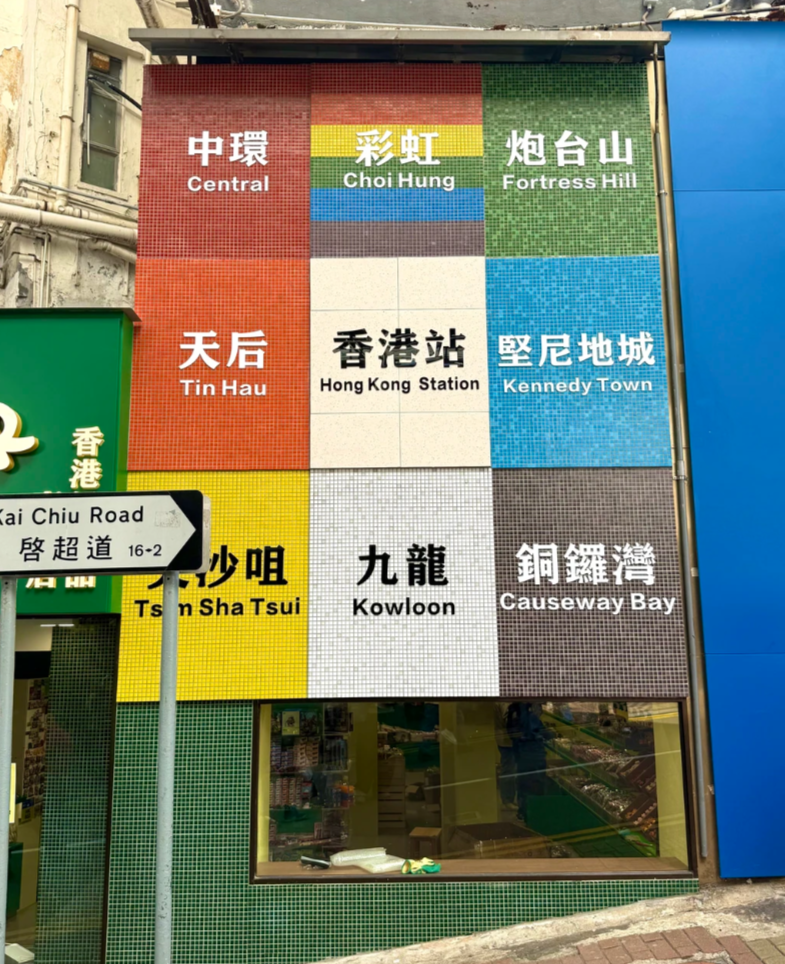 中環
Central
彩虹
Choi Hung
炮台山
Fortress Hill
天后
Tin Hau
香港站
Hong Kong Station
堅尼地城
Kennedy Town
沙咀
Sha Tsui
九龍
Kowloon
銅鑼灣
Causeway Bay
香港
Chiu Road
啓超道 16-2